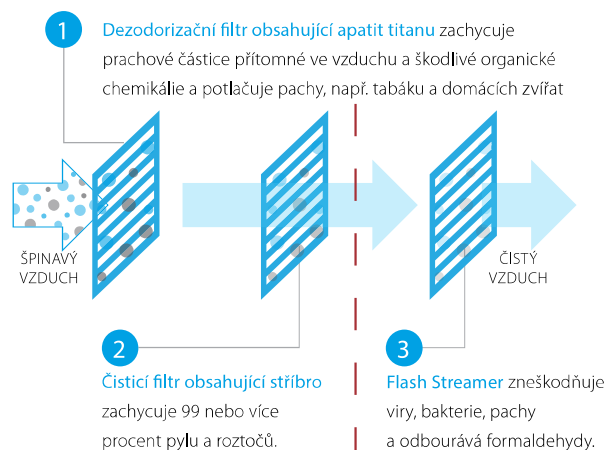 1
Dezodorizační filtr obsahující apatit titanu zachycuje
prachové částice přítomné ve vzduchu a škodlivé organické
chemikálie a potlačuje pachy, např. tabáku a domácích zvířat
ŠPINAVÝ
VZDUCH
ČISTÝ
VZDUCH
2
Čisticí filtr obsahující stříbro
zachycuje 99 nebo více
procent pylu a roztočů.
3
Flash Streamer zneškodňuje
viry, bakterie, pachy
a odbourává formaldehydy.